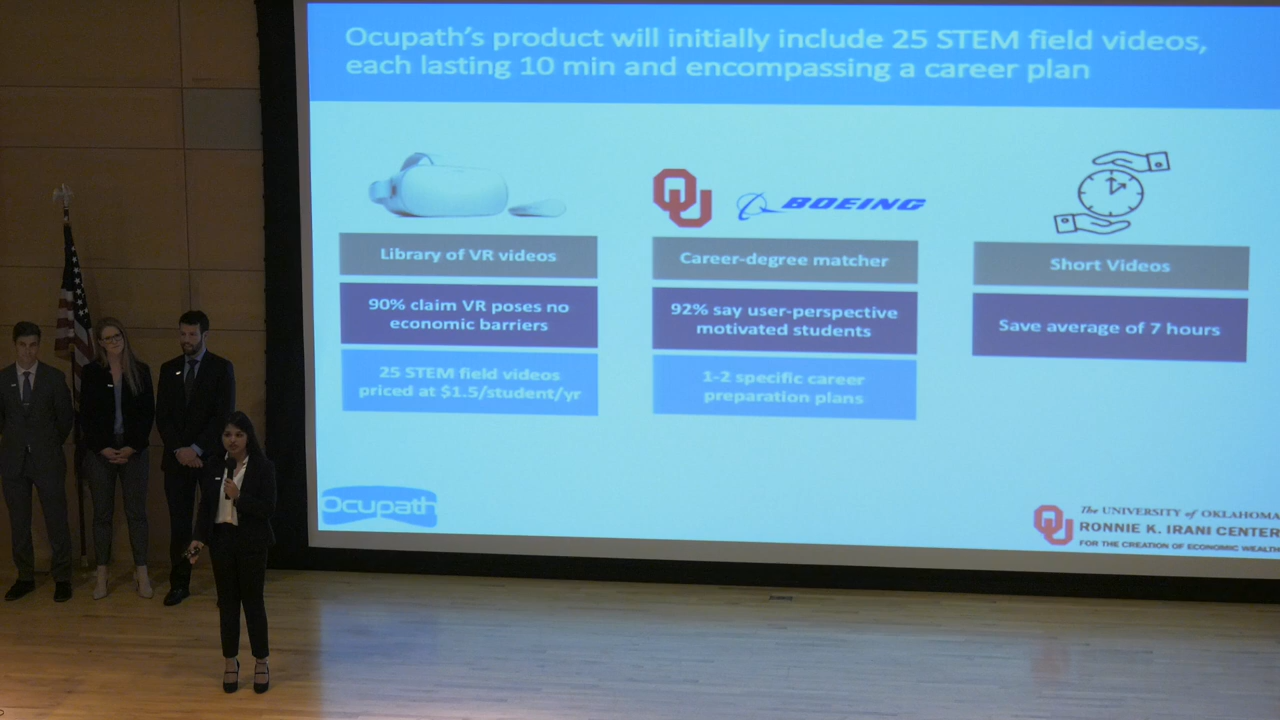 Ocupath's product will initially include 25 STEM field videos,
each lasting 10 min and encompassing a career plan
OU
BOEING
Library of VR videos
90% claim VR poses no
economic barriers
25 STEM field videos
priced at $1.5/student/yr
Career-degree matcher
92% say user-perspective
motivated students
1-2 specific career
preparation plans
Short Videos
Save average of 7 hours
Ocupath
OU
The UNIVERSITY of OKLAHOMA
RONNIE K. IRANI CENTER
FOR THE CREATION OF ECONOMIC WEALTH